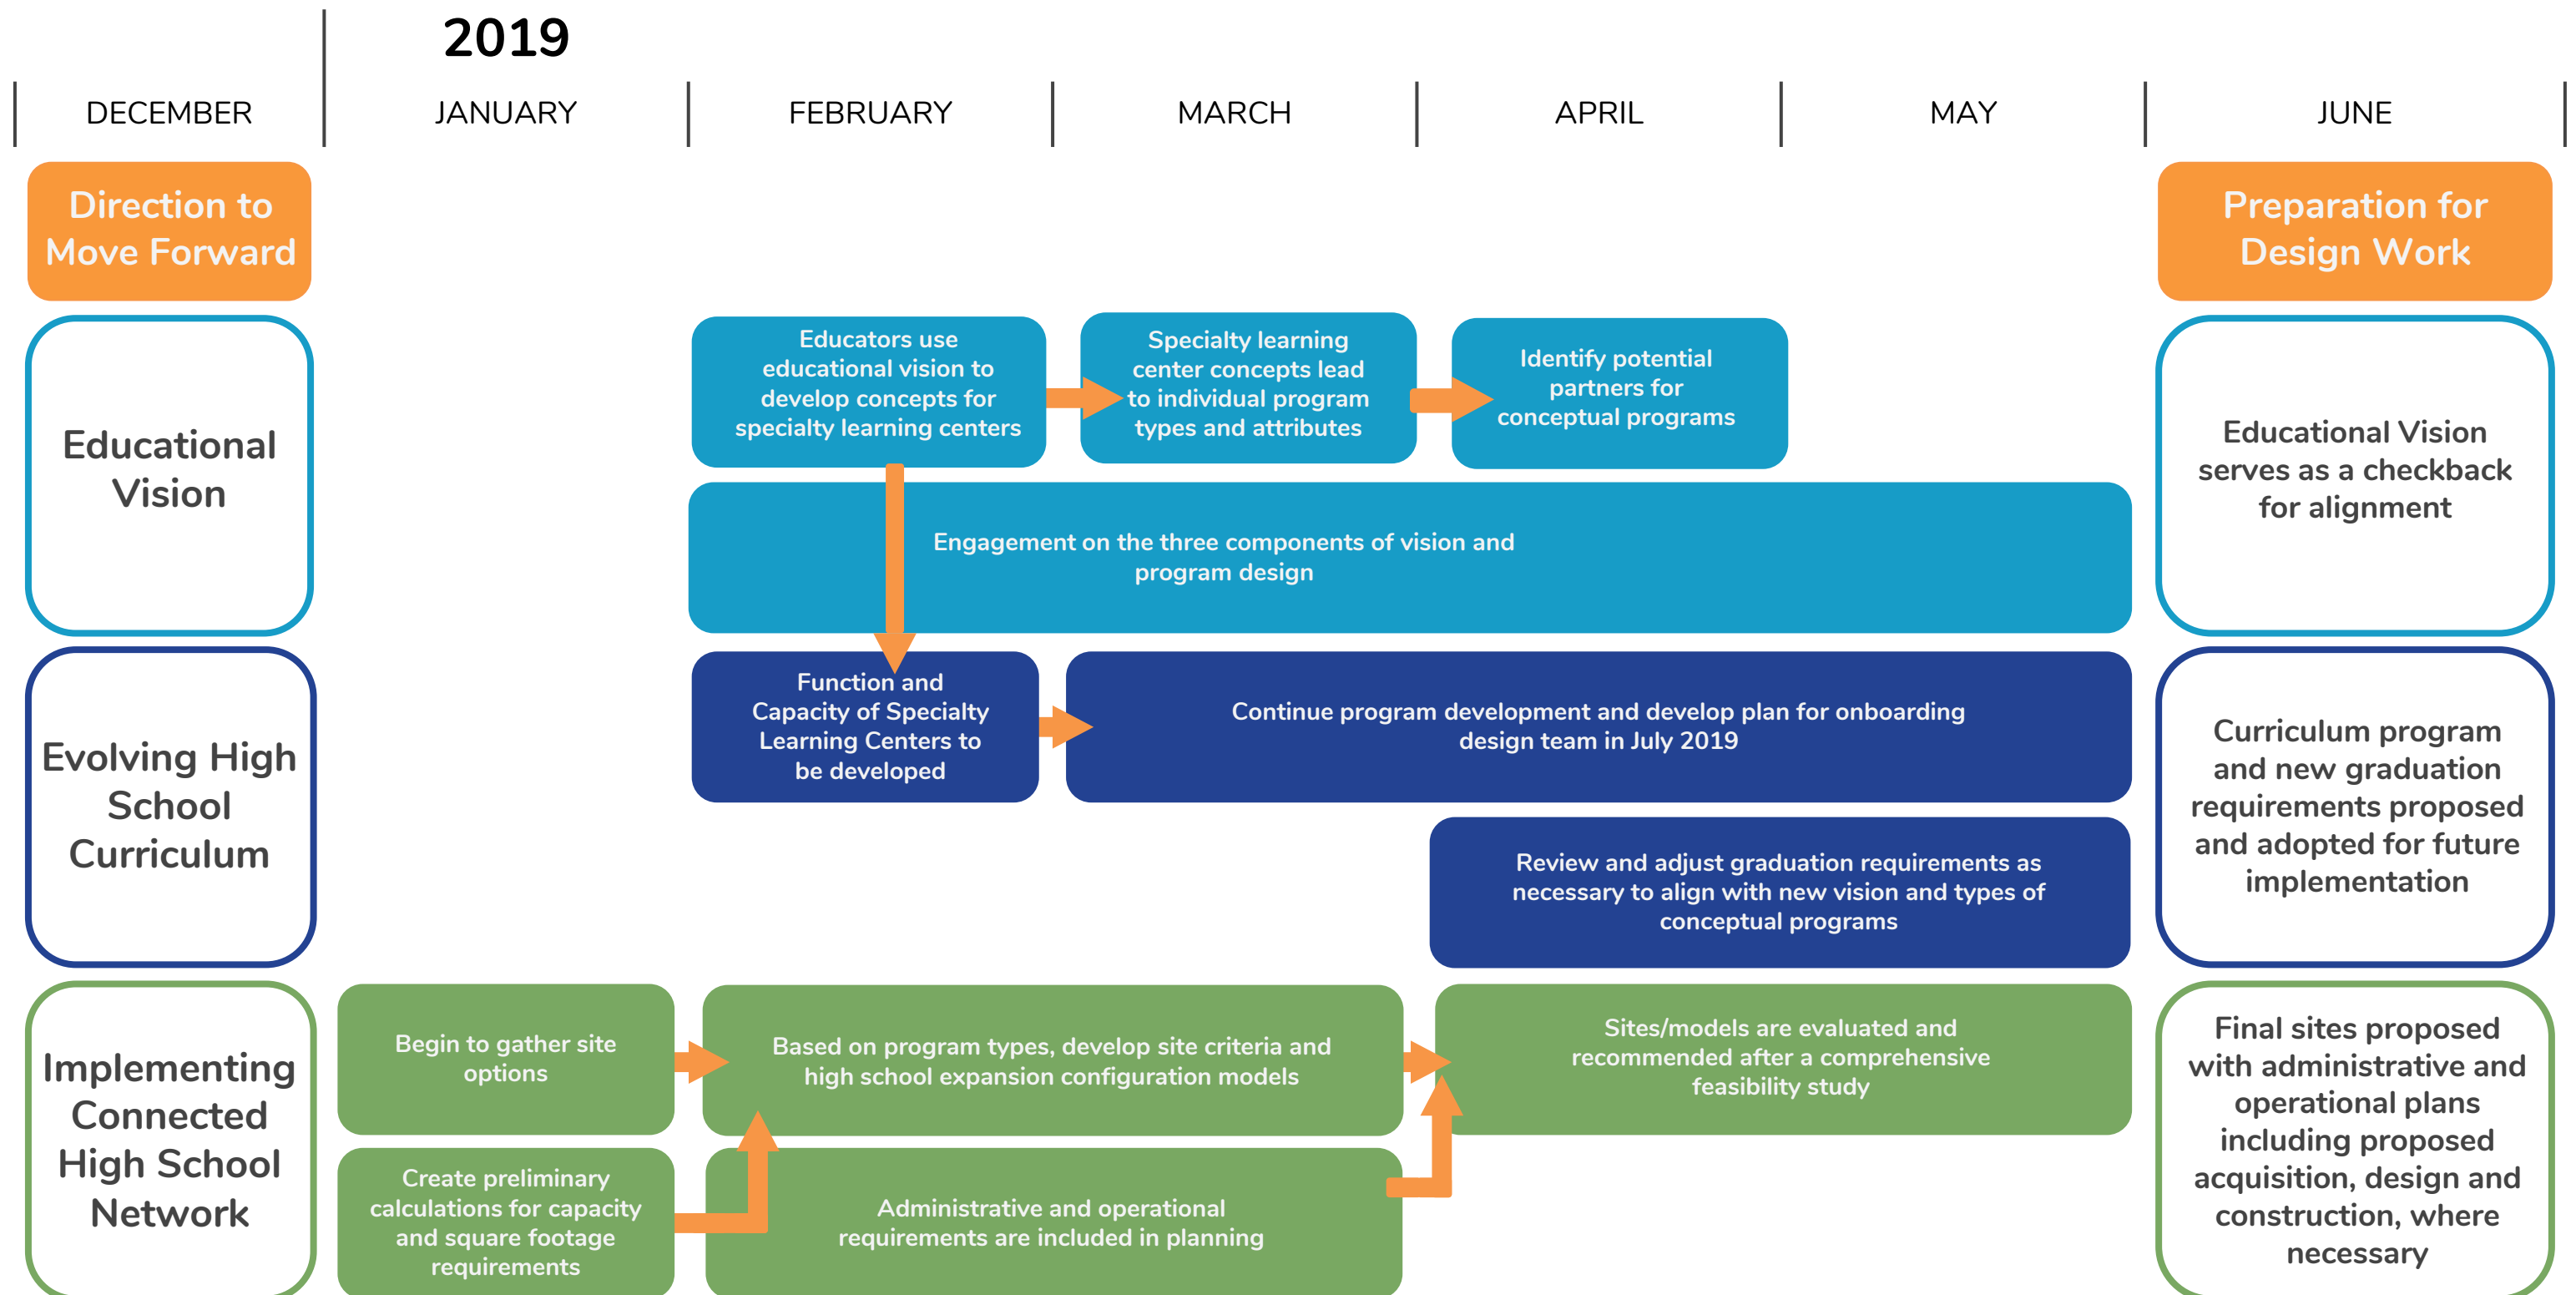 2019
DECEMBER
JANUARY
FEBRUARY
MARCH
APRIL
MAY
JUNE
Direction to
Move Forward
Preparation for
Design Work
Educational
Vision
Educators use
educational vision to
develop concepts for
specialty learning centers
Specialty learning
center concepts lead
to individual program
types and attributes
Identify potential
partners for
conceptual programs
Engagement on the three components of vision and
program design
Educational Vision
serves as a checkback
for alignment
Evolving High
School
Curriculum
Function and
Capacity of Specialty
Learning Centers to
be developed
Continue program development and develop plan for onboarding
design team in July 2019
Review and adjust graduation requirements as
necessary to align with new vision and types of
conceptual programs
Curriculum program
and new graduation
requirements proposed
and adopted for future
implementation
Implementing
Connected
High School
Network
Begin to gather site
options
Based on program types, develop site criteria and
high school expansion configuration models
Sites/models are evaluated and
recommended after a comprehensive
feasibility study
Create preliminary
calculations for capacity
and square footage
requirements
Administrative and operational
requirements are included in planning
Final sites proposed
with administrative and
operational plans
including proposed
acquisition, design and
construction, where
necessary